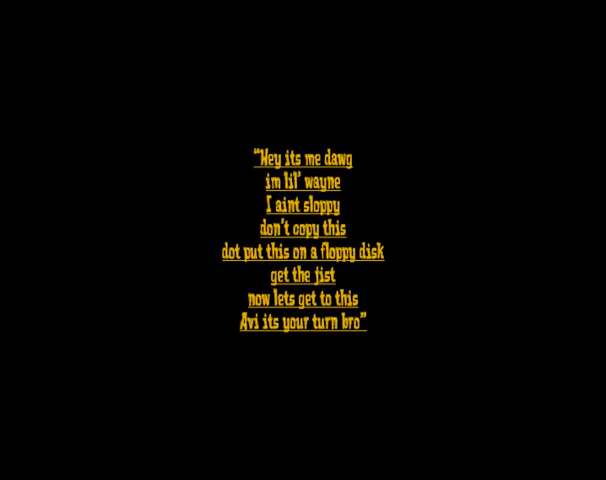 “Hey its me dawg
im lil’ wayne
I aint sloppy
don’t copy this
dot put this on a floppy disk
get the jist
now lets get to this
Avi its your turn bro”